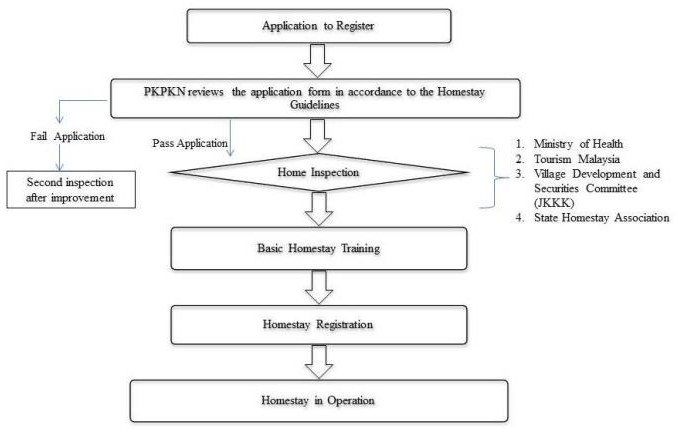 Application to Register
PKPKN reviews the application form in accordance to the Homestay
Guidelines
Fail Application
Pass Application
Second inspection
after improvement
Home Inspection
1. Ministry of Health
2. Tourism Malaysia
3. Village Development and
Securities Committee
(JKKK)
4. State Homestay Association
Basic Homestay Training
Homestay Registration
Homestay in Operation